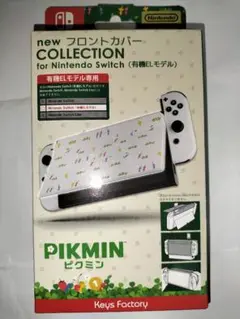 Nintendo
new フロントカバー
COLLECTION
for Nintendo Switch（有機ELモデル）
有機ELモデル専用
PIKMIN
ピクミン
Keys Factory